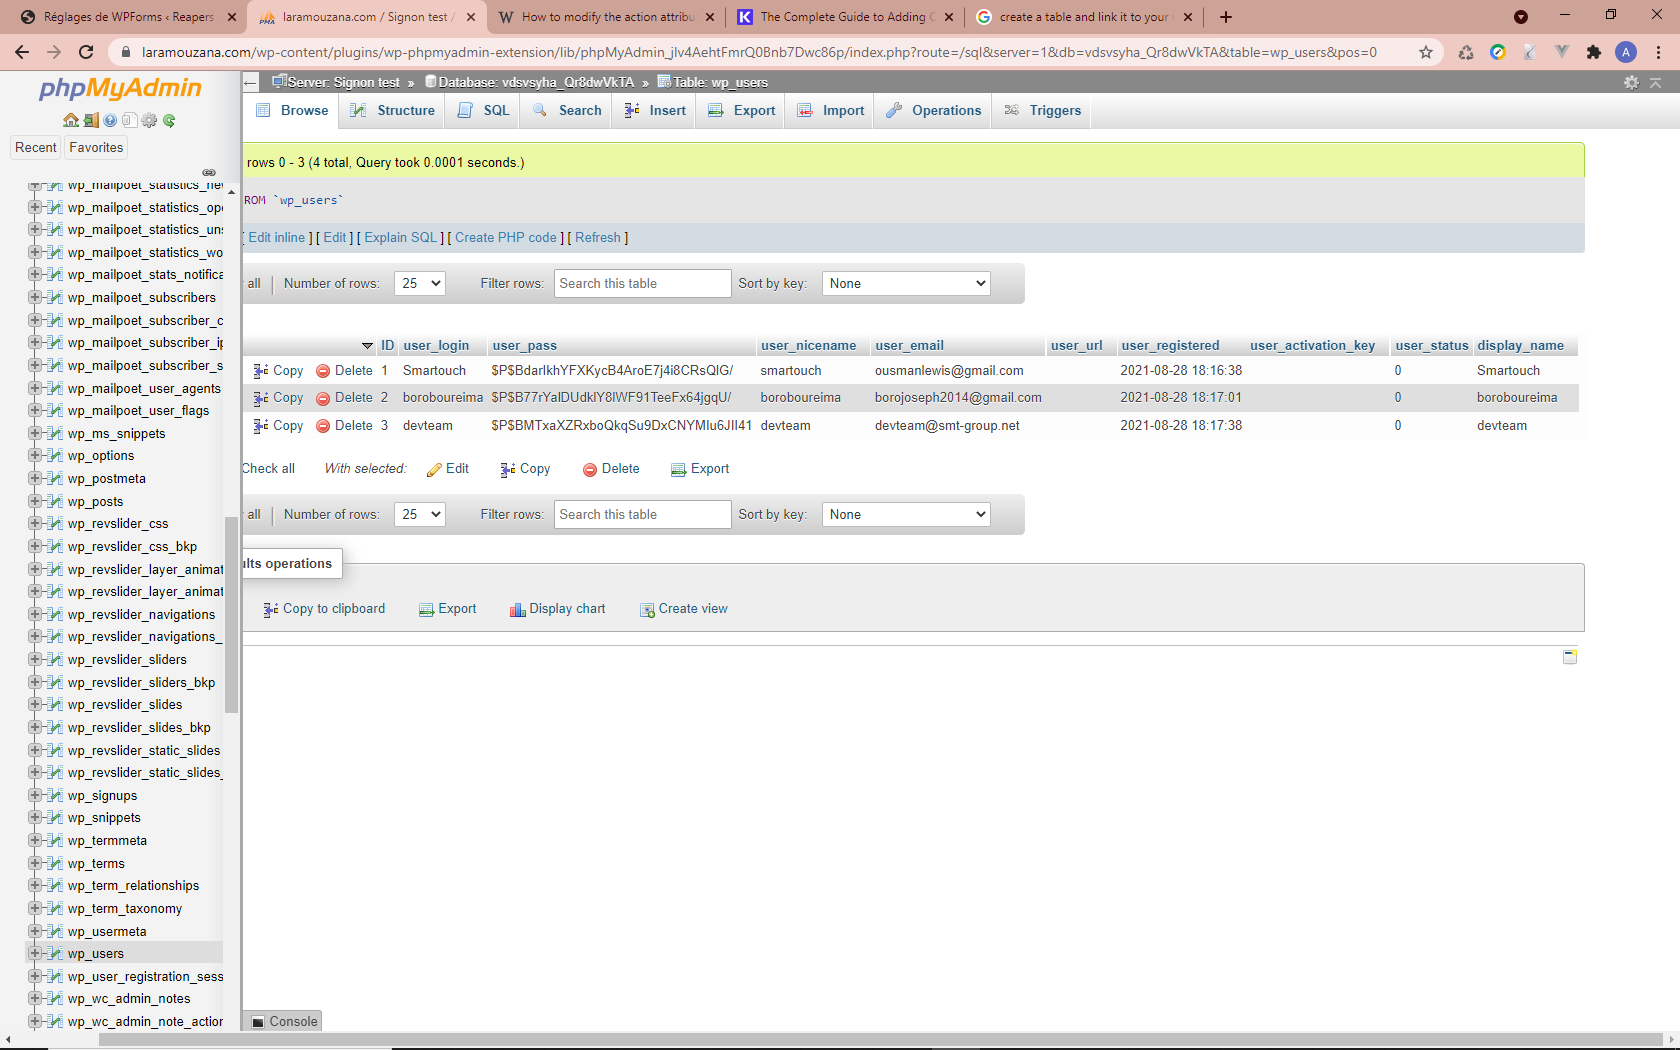 Réglages de WPForms ‹ Reapers
laramouzana.com / Signon test /
How to modify the action attribu
The Complete Guide to Adding C
create a table and link it to your
laramouzana.com/wp-content/plugins/wp-phpmyadmin-extension/lib/phpMyAdmin_jlv4AehtFmrQ0Bnb7Dwc86p/index.php?route=/sql&server=1&db=vdsvsyha_Qr8dwVkTA&table=wp_users&pos=0
A
phpMyAdmin
Recent
Favorites
wp_mailpoet_statistics_ne
wp_mailpoet_statistics_ope
wp_mailpoet_statistics_uns
wp_mailpoet_statistics_wo
wp_mailpoet_stats_notifica
wp_mailpoet_subscribers
wp_mailpoet_subscriber_c
wp_mailpoet_subscriber_ip
wp_mailpoet_subscriber_s
wp_mailpoet_user_agents
wp_mailpoet_user_flags
wp_ms_snippets
wp_options
wp_postmeta
wp_posts
wp_revslider_css
wp_revslider_css_bkp
wp_revslider_layer_animat
wp_revslider_layer_animat
wp_revslider_navigations
wp_revslider_navigations_
wp_revslider_sliders
wp_revslider_sliders_bkp
wp_revslider_slides
wp_revslider_slides_bkp
wp_revslider_static_slides
wp_revslider_static_slides_
wp_signups
wp_snippets
wp_termmeta
wp_terms
wp_term_relationships
wp_term_taxonomy
wp_usermeta
wp_users
wp_user_registration_sess
wp_wc_admin_notes
wp_wc_admin_note_action
Server: Signon test » Database: vdsvsyha_Qr8dwVkTA » Table: wp_users
Browse Structure SQL Search Insert Export Import Operations Triggers
rows 0 - 3 (4 total, Query took 0.0001 seconds.)
ROM `wp_users`
[ Edit inline ] [ Edit ] [ Explain SQL ] [ Create PHP code ] [ Refresh ]
all | Number of rows: 25 Filter rows: Search this table Sort by key: None
ID user_login user_pass user_nicename user_email user_url user_registered user_activation_key user_status display_name
Copy Delete 1 Smartouch $P$BdarIkhYFXKycB4AroE7j4i8CRsQIG/ smartouch ousmanlewis@gmail.com 2021-08-28 18:16:38 0 Smartouch
Copy Delete 2 boroboureima $P$B77rYaIDUdkIY8IWF91TeeFx64jgqU/ boroboureima borojoseph2014@gmail.com 2021-08-28 18:17:01 0 boroboureima
Copy Delete 3 devteam $P$BMTxaXZRxboQkqSu9DxCNYMIu6JII41 devteam devteam@smt-group.net 2021-08-28 18:17:38 0 devteam
Check all With selected: Edit Copy Delete Export
all | Number of rows: 25 Filter rows: Search this table Sort by key: None
ults operations
Copy to clipboard Export Display chart Create view
Console